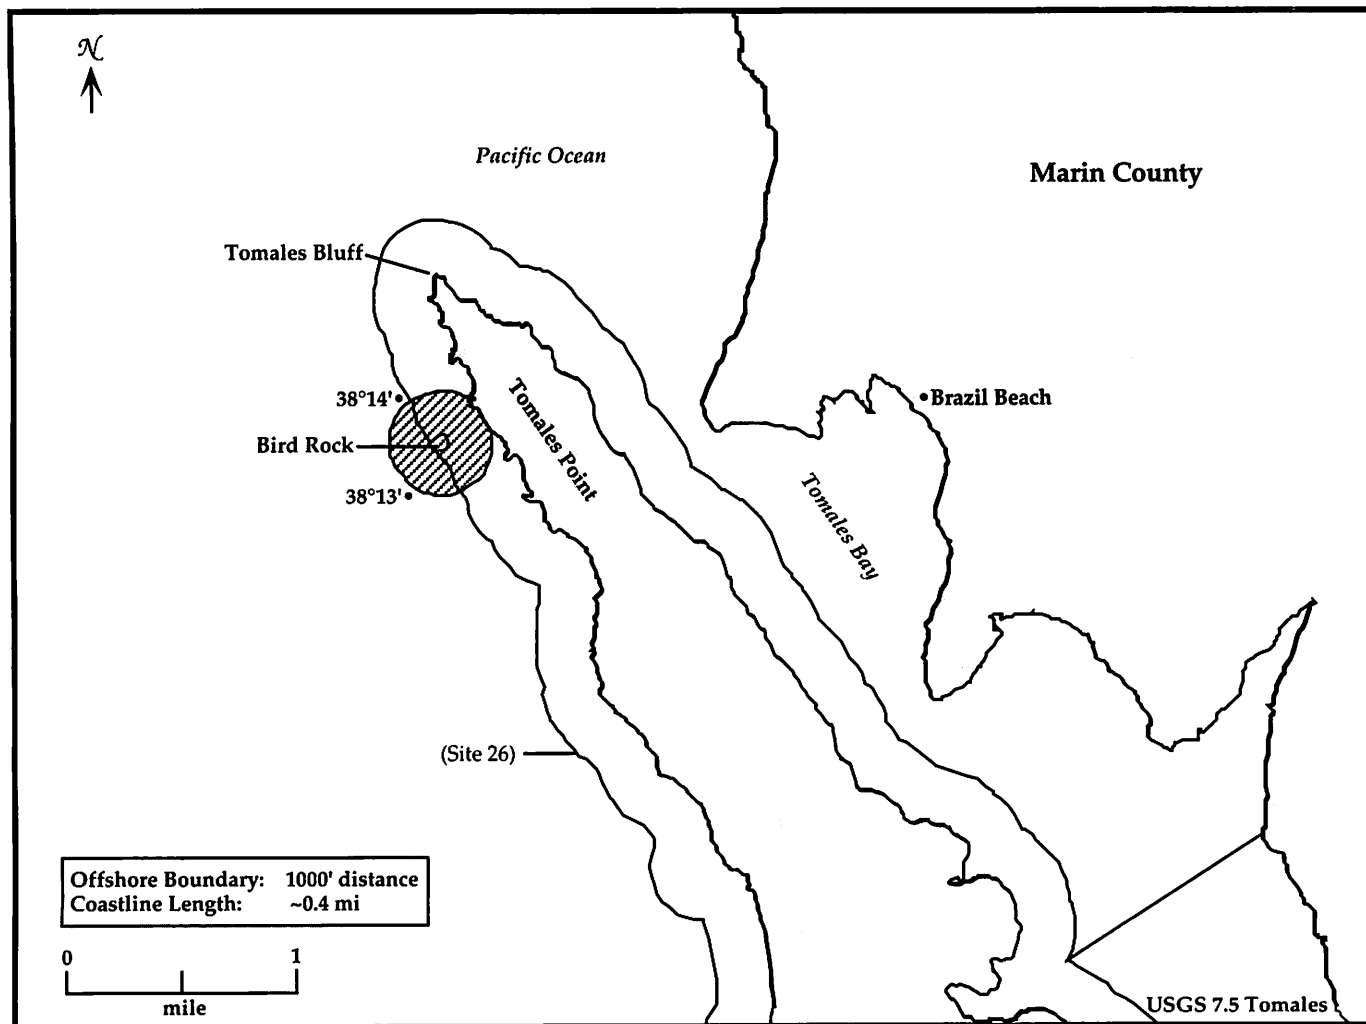 N
Pacific Ocean
Marin County
Tomales Bluff
38°14'
Brazil Beach
Tomales Point
Bird Rock
38°13'
Tomales Bay
(Site 26)
Offshore Boundary: 1000' distance
Coastline Length: ~0.4 mi
0 1
mile
USGS 7.5 Tomales